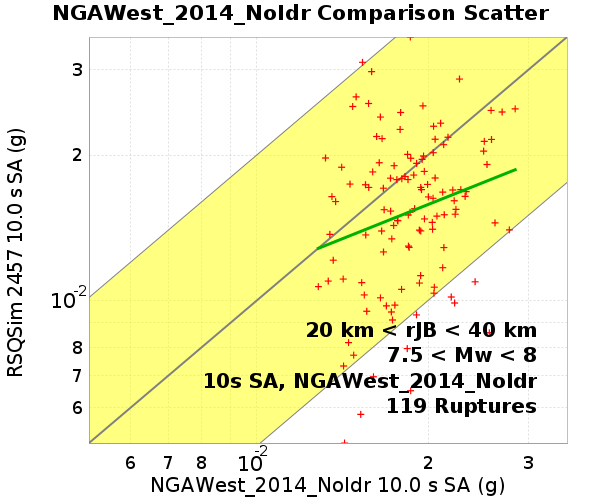 NGAWest_2014_NoIdr Comparison Scatter
RSQSim 2457 10.0 s SA (g)
3
2
10-2
8
7
6
20 km < rJB < 40 km
7.5 < Mw < 8
10s SA, NGAWest_2014_NoIdr
119 Ruptures
6 7 8 10-2 2 3
NGAWest_2014_NoIdr 10.0 s SA (g)